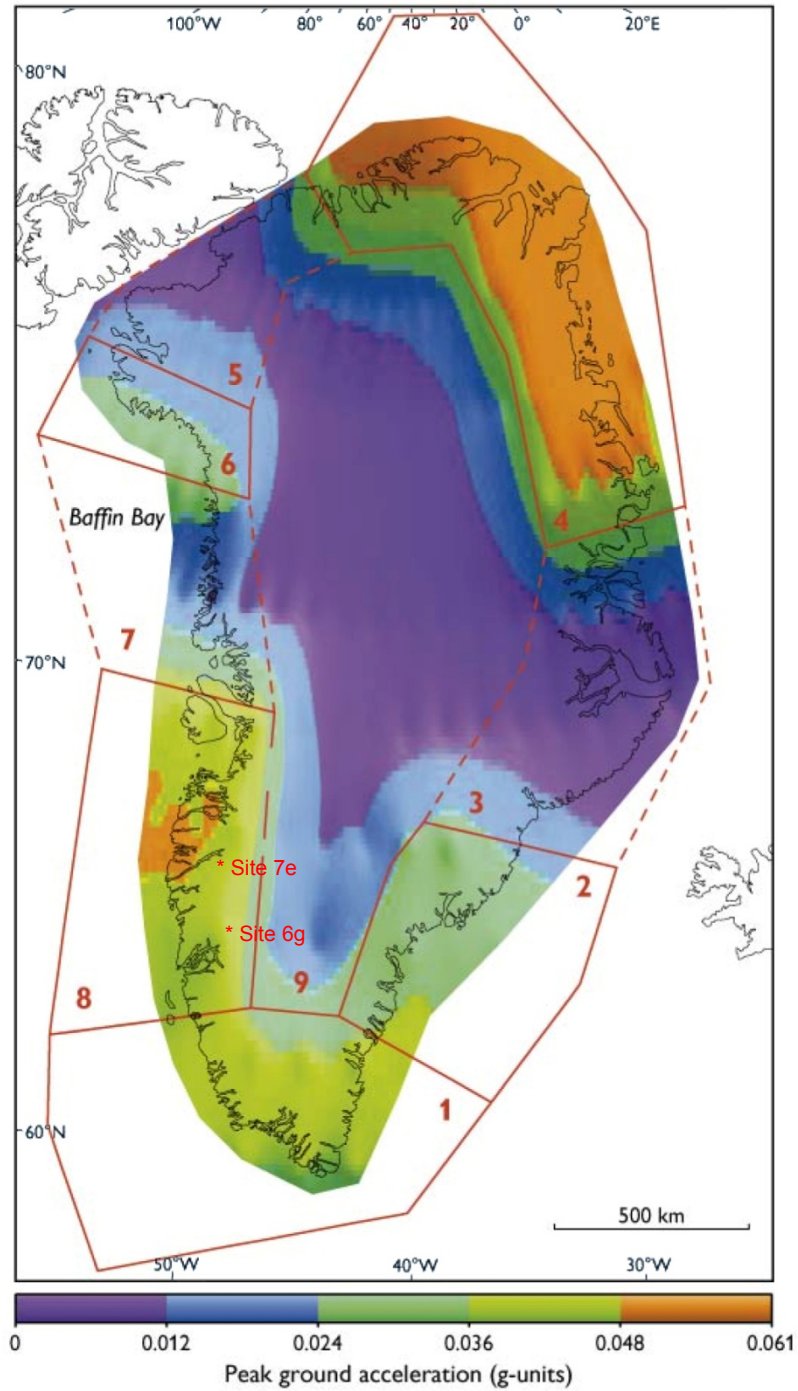 100°W 80° 60° 40° 20° 0° 20°E
80°N
5
6
4
Baffin Bay
7
70°N
3
* Site 7e
2
* Site 6g
9
8
1
60°N
500 km
50°W 40°W 30°W
0 0.012 0.024 0.036 0.048 0.061
Peak ground acceleration (g-units)